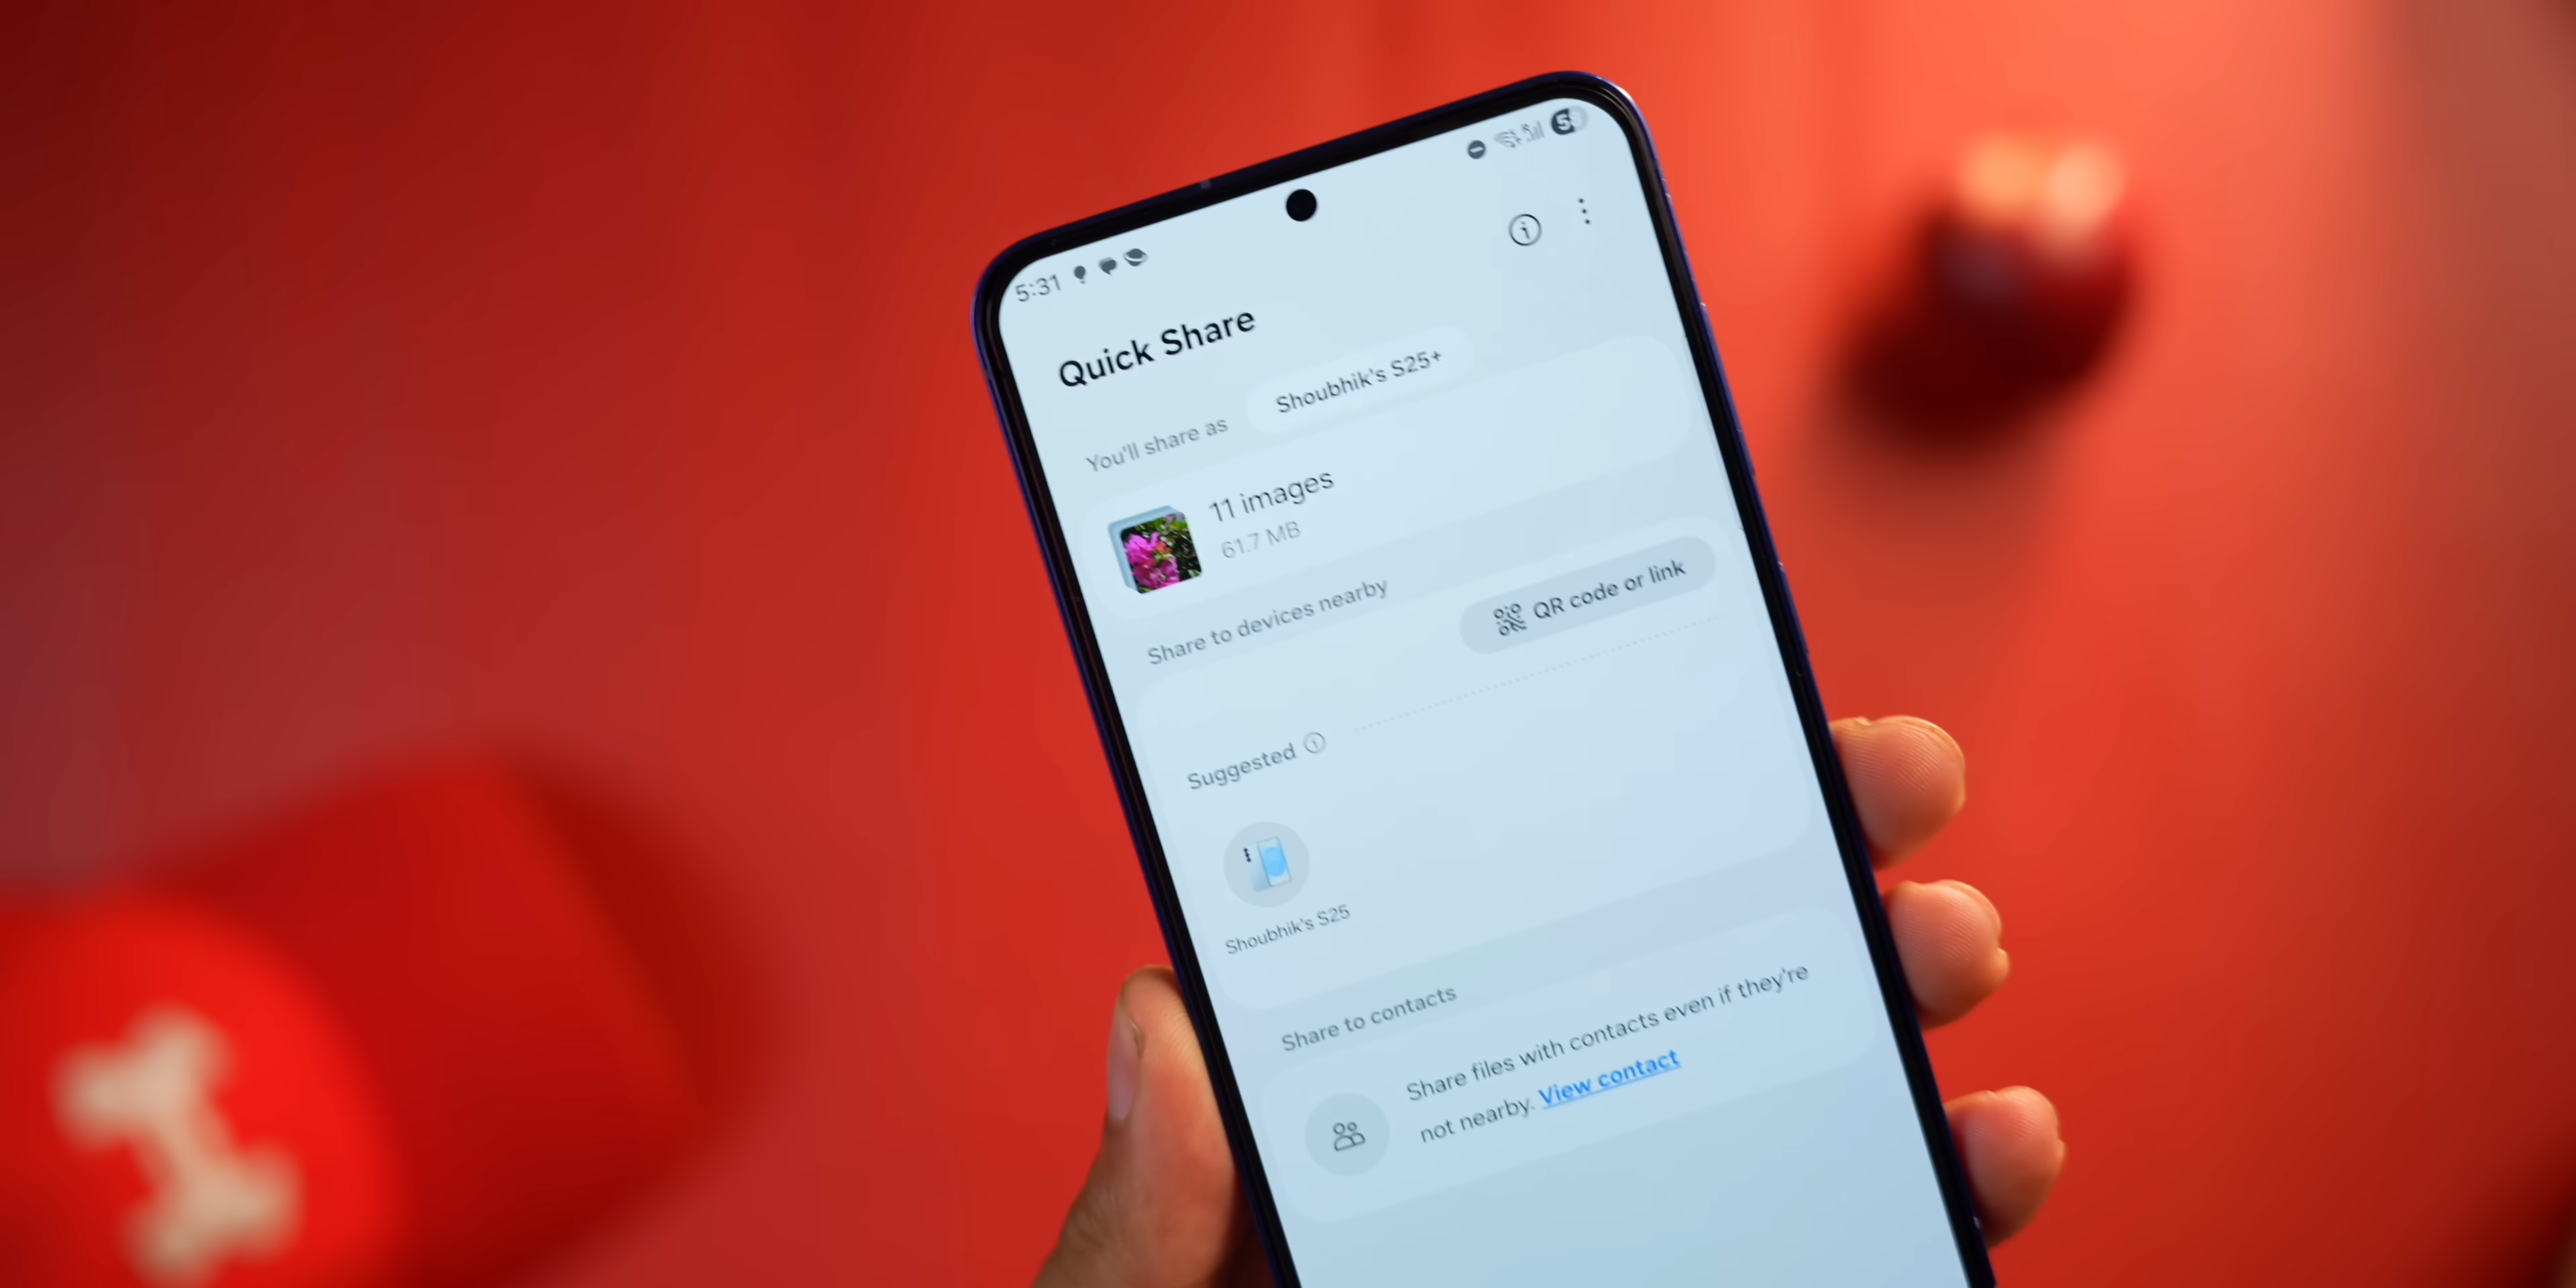 5:31
Quick Share
You'll share as Shoubhik's S25+
11 images
61.7 MB
Share to devices nearby
QR code or link
Suggested
Shoubhik's S25
Share to contacts
Share files with contacts even if they're
not nearby. View contact